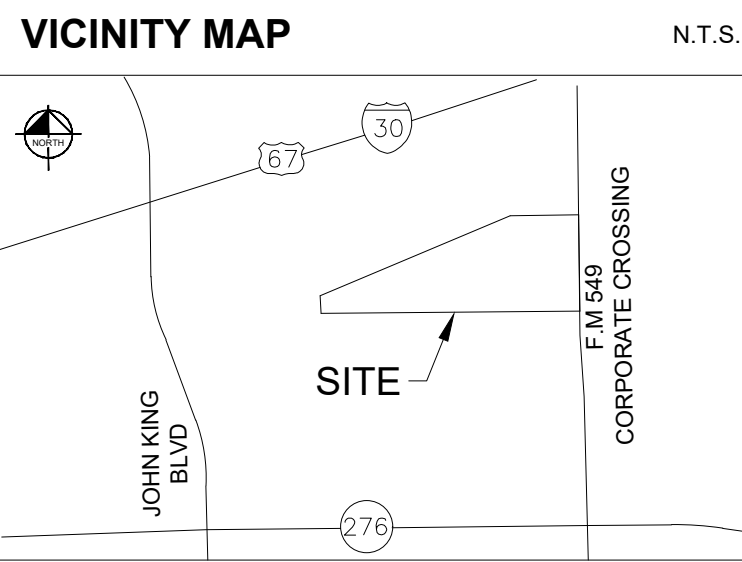 VICINITY MAP
N.T.S.
NORTH
30
67
F.M 549
CORPORATE CROSSING
SITE
JOHN KING
BLVD
276